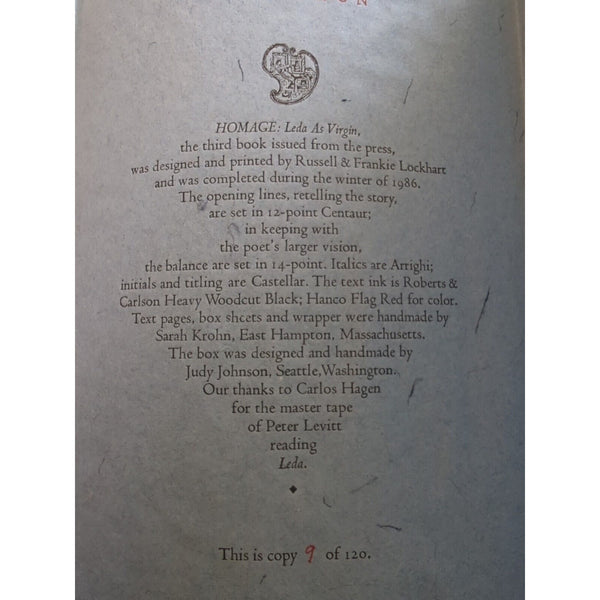 HOMAGE: Leda As Virgin,
the third book issued from the press,
was designed and printed by Russell & Frankie Lockhart
and was completed during the winter of 1986.
The opening lines, retelling the story,
are set in 12-point Centaur;
in keeping with
the poet's larger vision,
the balance are set in 14-point. Italics are Arrighi;
initials and titling are Castellar. The text ink is Roberts &
Carlson Heavy Woodcut Black; Hanco Flag Red for color.
Text pages, box sheets and wrapper were handmade by
Sarah Krohn, East Hampton, Massachusetts.
The box was designed and handmade by
Judy Johnson, Seattle,Washington.
Our thanks to Carlos Hagen
for the master tape
of Peter Levitt
reading
Leda.
This is copy 9 of 120.